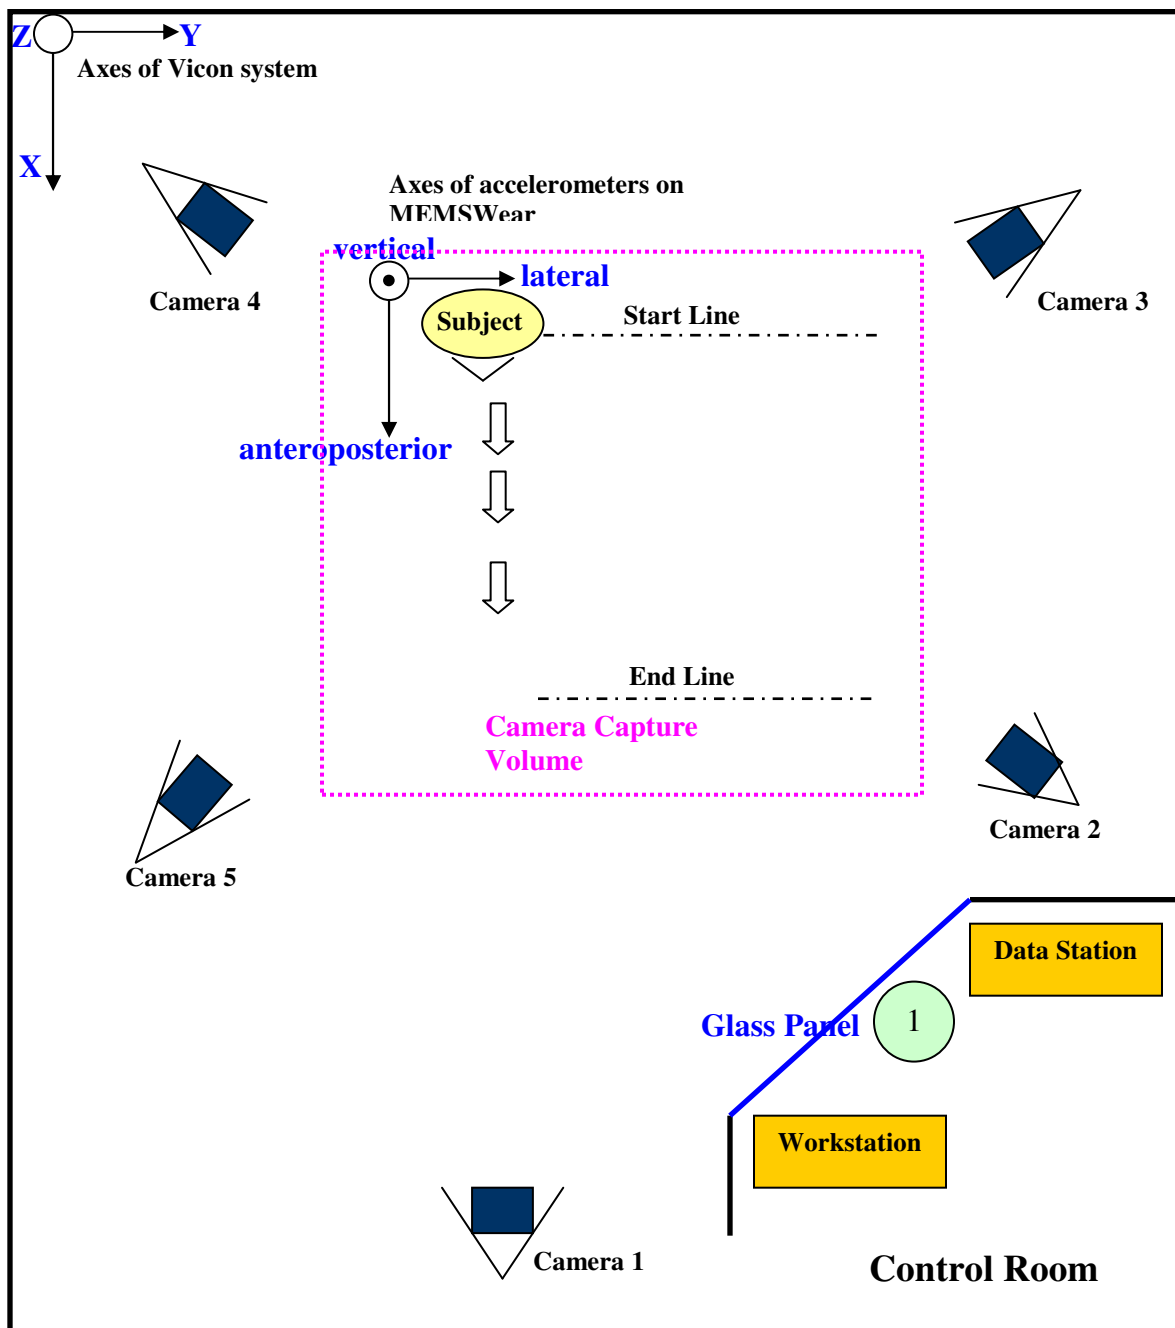 Z
Y
Axes of Vicon system
X
Axes of accelerometers on
MEMSWear
vertical
lateral
Camera 4
Camera 3
Subject
Start Line
anteroposterior
End Line
Camera Capture
Volume
Camera 2
Camera 5
Data Station
Glass Panel
1
Workstation
Camera 1
Control Room